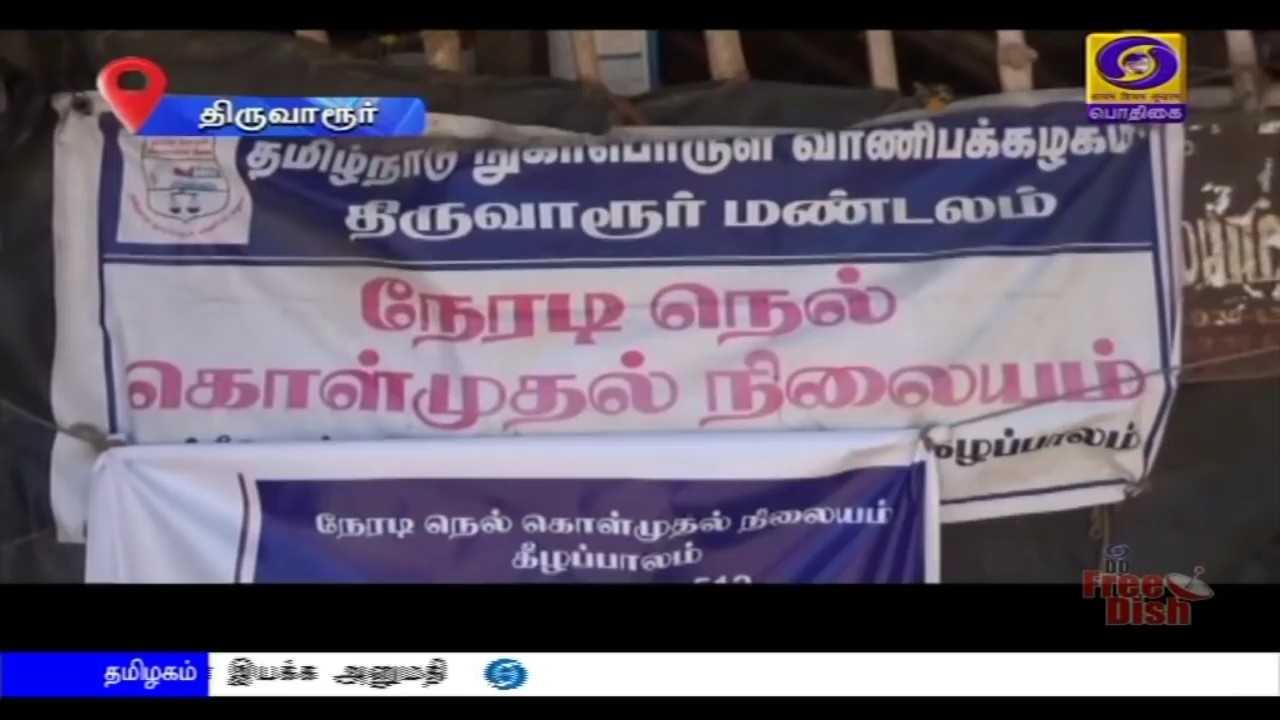 திருவாரூர்
பொதிகை
தமிழ்நாடு நுகர்பொருள் வாணிபக்கழகம்
திருவாரூர் மண்டலம்
நேரடி நெல்
கொள்முதல் நிலையம்
கீழப்பாலம்
நேரடி நெல் கொள்முதல் நிலையம்
கீழப்பாலம்
DD
Free
Dish
தமிழகம் இயக்க அனுமதி